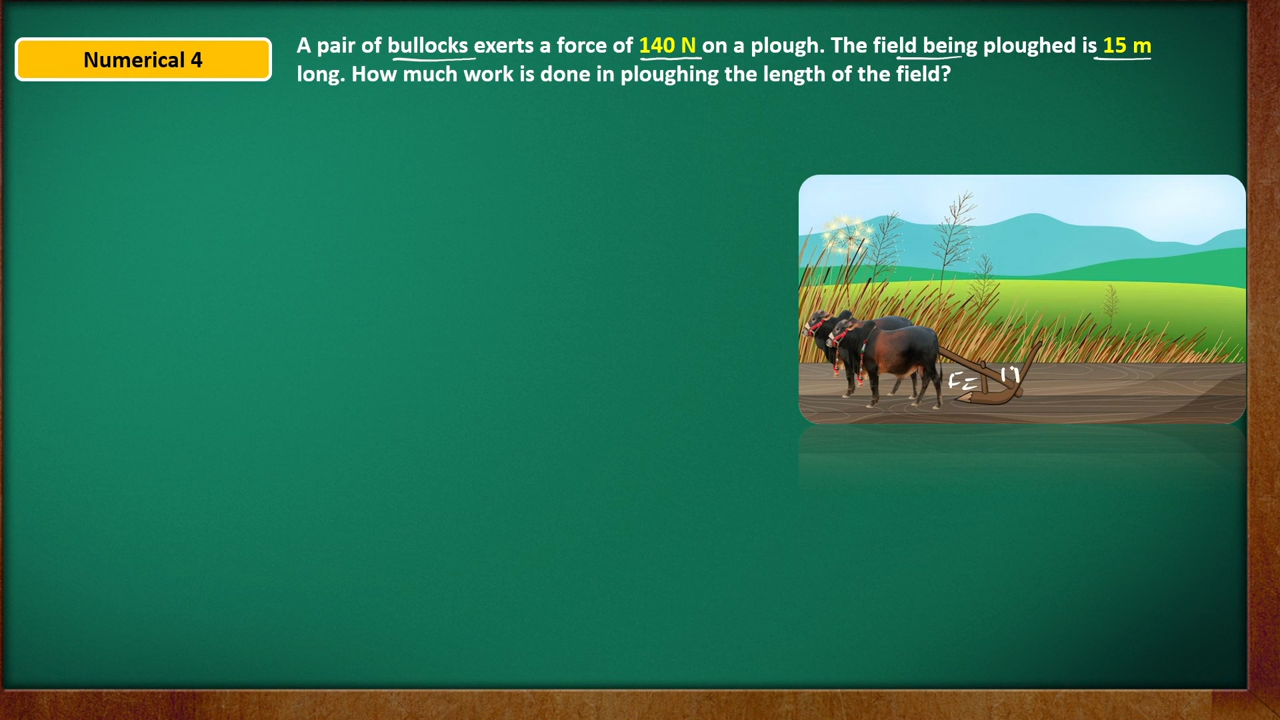 Numerical 4
A pair of bullocks exerts a force of 140 N on a plough. The field being ploughed is 15 m
long. How much work is done in ploughing the length of the field?
F=